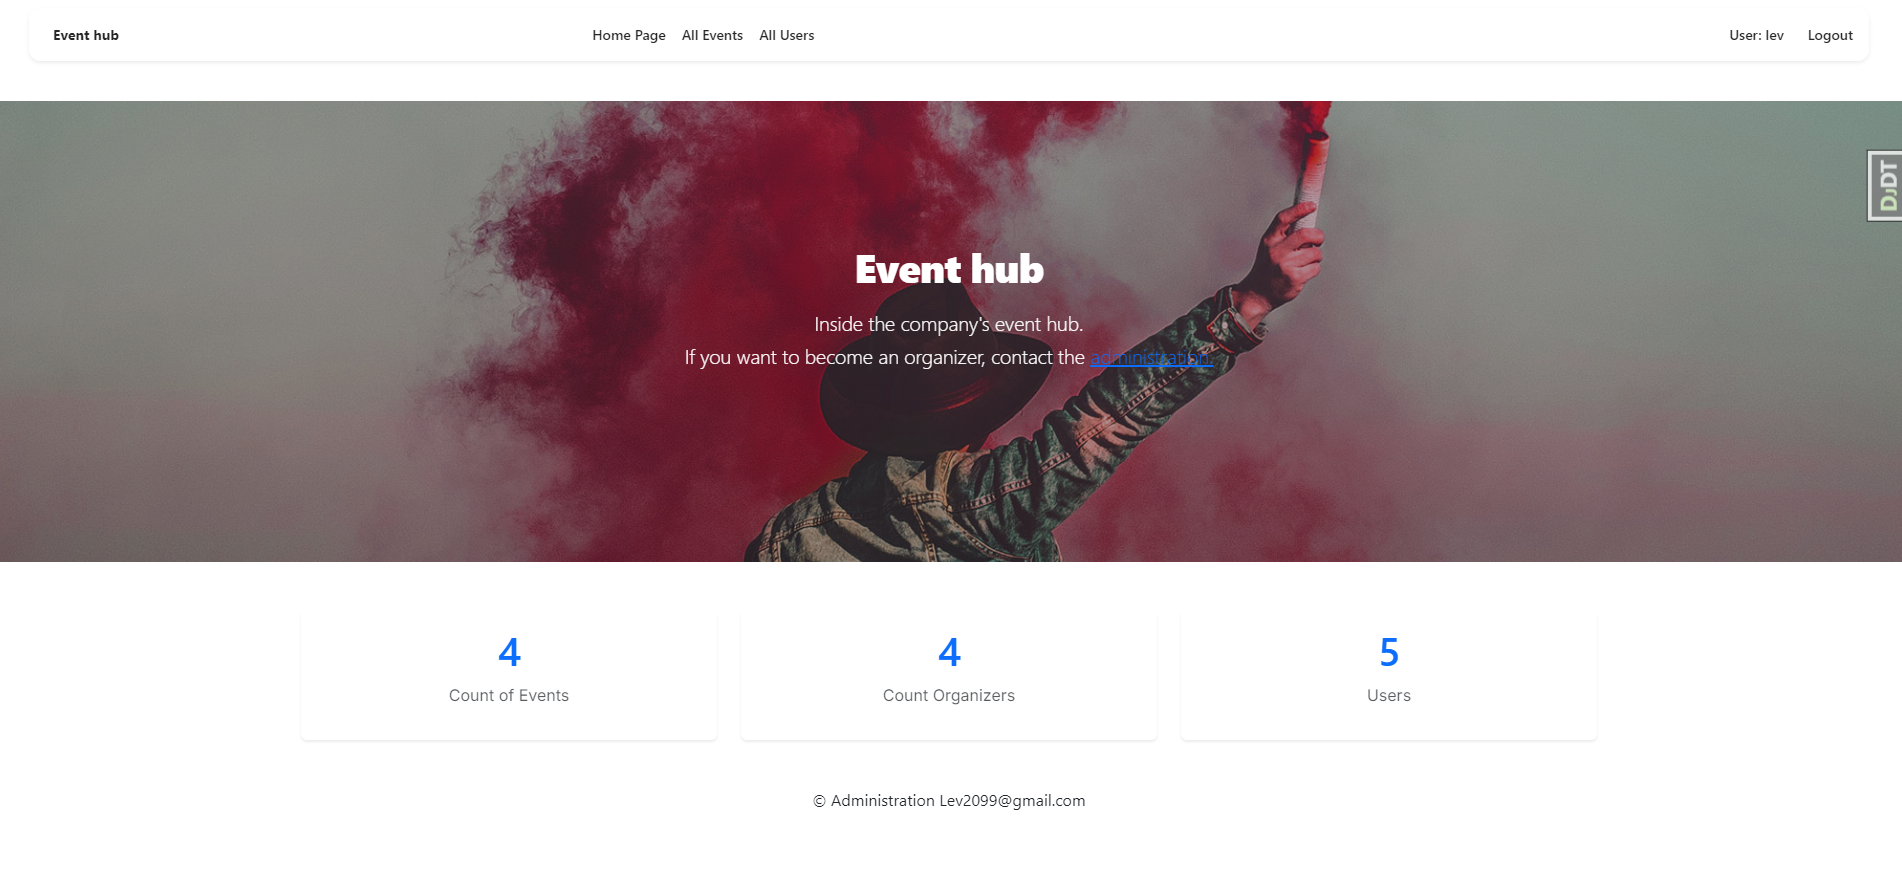 Event hub
Home Page
All Events
All Users
User: lev
Logout
DJDT
Event hub
Inside the company's event hub.
If you want to become an organizer, contact the administration.
4
Count of Events
4
Count Organizers
5
Users
© Administration Lev2099@gmail.com